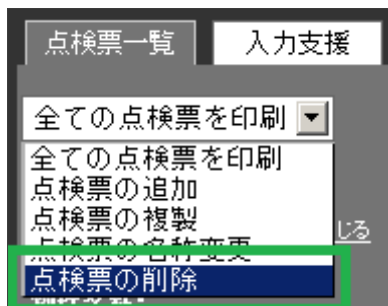 点検票一覧 入力支援
全ての点検票を印刷
全ての点検票を印刷
点検票の追加
点検票の複製
じる
点検票の名称変更
点検票の削除